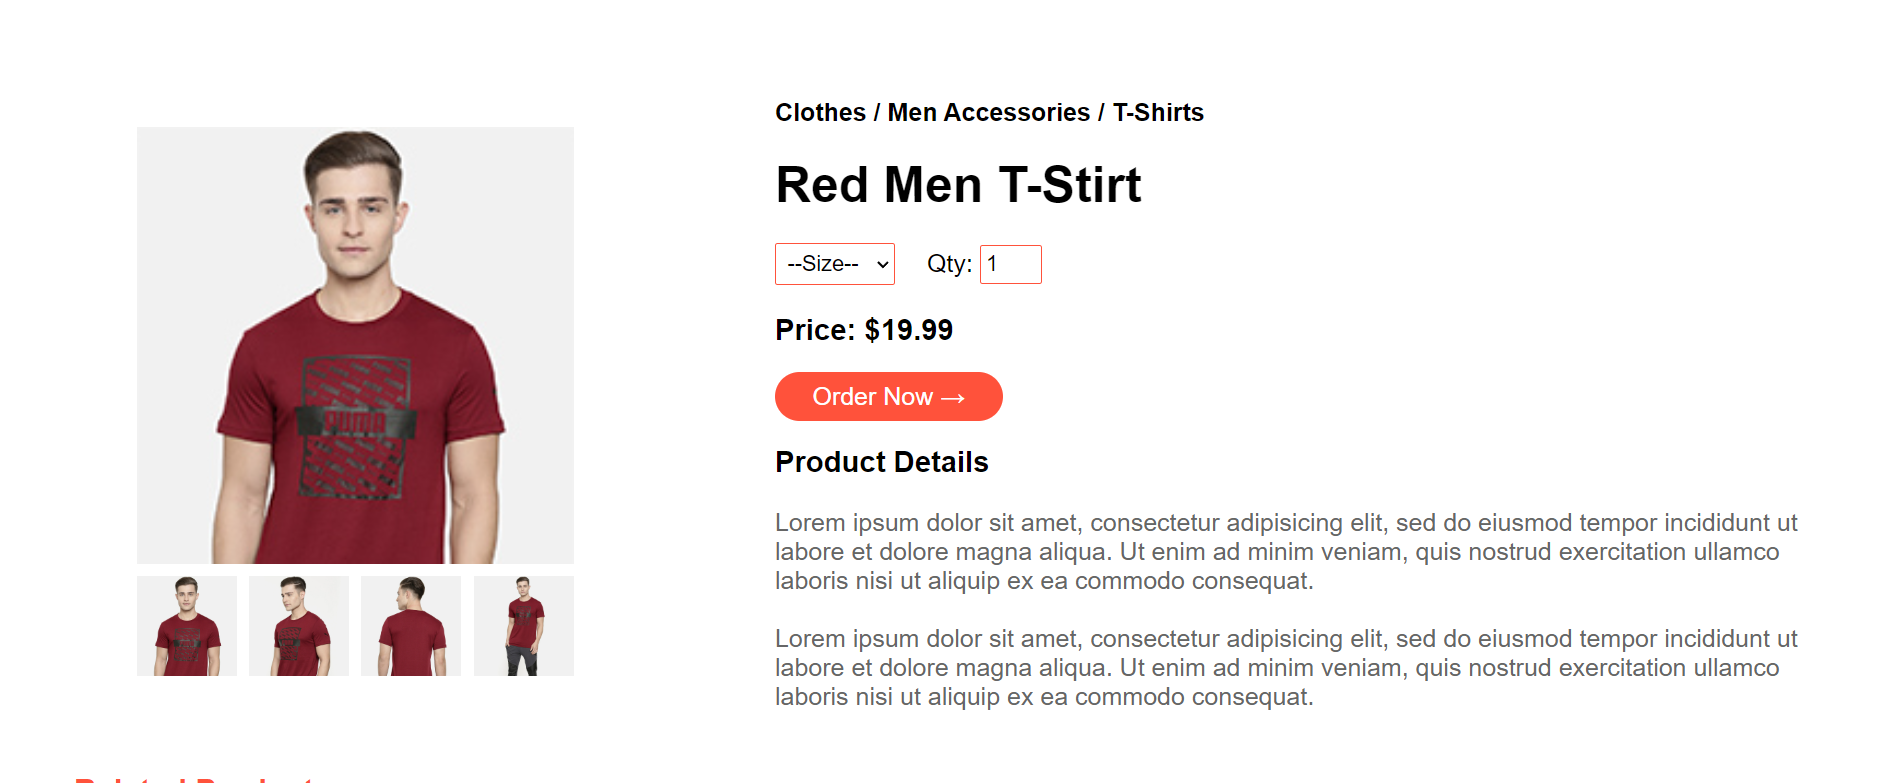 Clothes / Men Accessories / T-Shirts
Red Men T-Stirt
--Size-- Qty: 1
Price: $19.99
PUMA
Order Now →
Product Details
Lorem ipsum dolor sit amet, consectetur adipisicing elit, sed do eiusmod tempor incididunt ut
labore et dolore magna aliqua. Ut enim ad minim veniam, quis nostrud exercitation ullamco
laboris nisi ut aliquip ex ea commodo consequat.
Lorem ipsum dolor sit amet, consectetur adipisicing elit, sed do eiusmod tempor incididunt ut
labore et dolore magna aliqua. Ut enim ad minim veniam, quis nostrud exercitation ullamco
laboris nisi ut aliquip ex ea commodo consequat.
Related Product